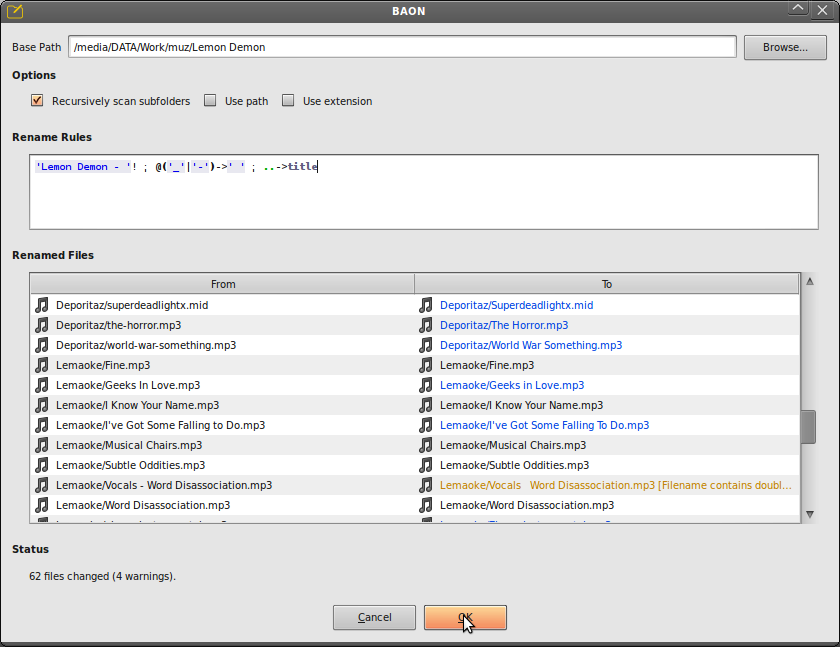 BAON
Base Path /media/DATA/Work/muz/Lemon Demon Browse...
Options
Recursively scan subfolders Use path Use extension
Rename Rules
'Lemon Demon - '! ; @('_'|'-')->' ' ; ..->title
Renamed Files
From To
Deporitaz/superdeadlightx.mid Deporitaz/Superdeadlightx.mid
Deporitaz/the-horror.mp3 Deporitaz/The Horror.mp3
Deporitaz/world-war-something.mp3 Deporitaz/World War Something.mp3
Lemaoke/Fine.mp3 Lemaoke/Fine.mp3
Lemaoke/Geeks In Love.mp3 Lemaoke/Geeks in Love.mp3
Lemaoke/I Know Your Name.mp3 Lemaoke/I Know Your Name.mp3
Lemaoke/I've Got Some Falling to Do.mp3 Lemaoke/I've Got Some Falling To Do.mp3
Lemaoke/Musical Chairs.mp3 Lemaoke/Musical Chairs.mp3
Lemaoke/Subtle Oddities.mp3 Lemaoke/Subtle Oddities.mp3
Lemaoke/Vocals - Word Disassociation.mp3 Lemaoke/Vocals   Word Disassociation.mp3 [Filename contains doubl...
Lemaoke/Word Disassociation.mp3 Lemaoke/Word Disassociation.mp3
Status
62 files changed (4 warnings).
Cancel OK